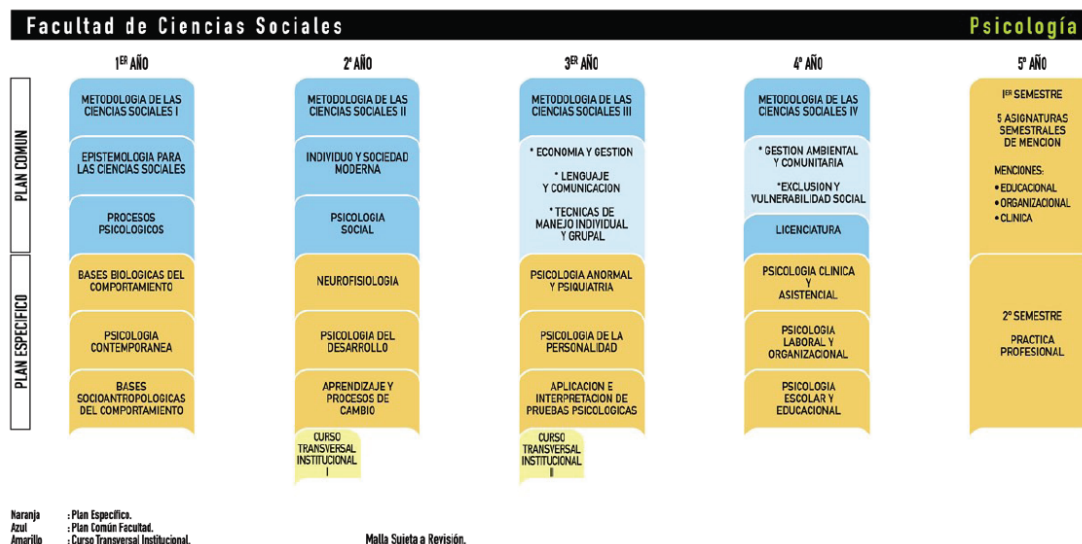 Facultad de Ciencias Sociales
Psicología
1ER AÑO
2º AÑO
3ER AÑO
4º AÑO
5º AÑO
PLAN COMÚN
METODOLOGIA DE LAS
CIENCIAS SOCIALES I
EPISTEMOLOGIA PARA
LAS CIENCIAS SOCIALES
PROCESOS
PSICOLOGICOS
METODOLOGIA DE LAS
CIENCIAS SOCIALES II
INDIVIDUO Y SOCIEDAD
MODERNA
PSICOLOGIA
SOCIAL
METODOLOGIA DE LAS
CIENCIAS SOCIALES III
* ECONOMIA Y GESTION
* LENGUAJE
Y COMUNICACION
* TECNICAS DE
MANEJO INDIVIDUAL
Y GRUPAL
METODOLOGIA DE LAS
CIENCIAS SOCIALES IV
* GESTION AMBIENTAL
Y COMUNITARIA
*EXCLUSION Y
VULNERABILIDAD SOCIAL
LICENCIATURA
1ER SEMESTRE
5 ASIGNATURAS
SEMESTRALES
DE MENCION
MENCIONES:
• EDUCACIONAL
• ORGANIZACIONAL
• CLINICA
PLAN ESPECIFICO
BASES BIOLOGICAS DEL
COMPORTAMIENTO
PSICOLOGIA
CONTEMPORANEA
BASES
SOCIOANTROPOLOGICAS
DEL COMPORTAMIENTO
NEUROFISIOLOGIA
PSICOLOGIA DEL
DESARROLLO
APRENDIZAJE Y
PROCESOS DE
CAMBIO
CURSO
TRANSVERSAL
INSTITUCIONAL
I
PSICOLOGIA ANORMAL
Y PSIQUIATRIA
PSICOLOGIA DE LA
PERSONALIDAD
APLICACION E
INTERPRETACION DE
PRUEBAS PSICOLOGICAS
CURSO
TRANSVERSAL
INSTITUCIONAL
II
PSICOLOGIA CLINICA
Y
ASISTENCIAL
PSICOLOGIA
LABORAL Y
ORGANIZACIONAL
PSICOLOGIA
ESCOLAR Y
EDUCACIONAL
2º SEMESTRE
PRACTICA
PROFESIONAL
Naranja : Plan Específico.
Azul : Plan Común Facultad.
Amarillo : Curso Transversal Institucional.
Malla Sujeta a Revisión.